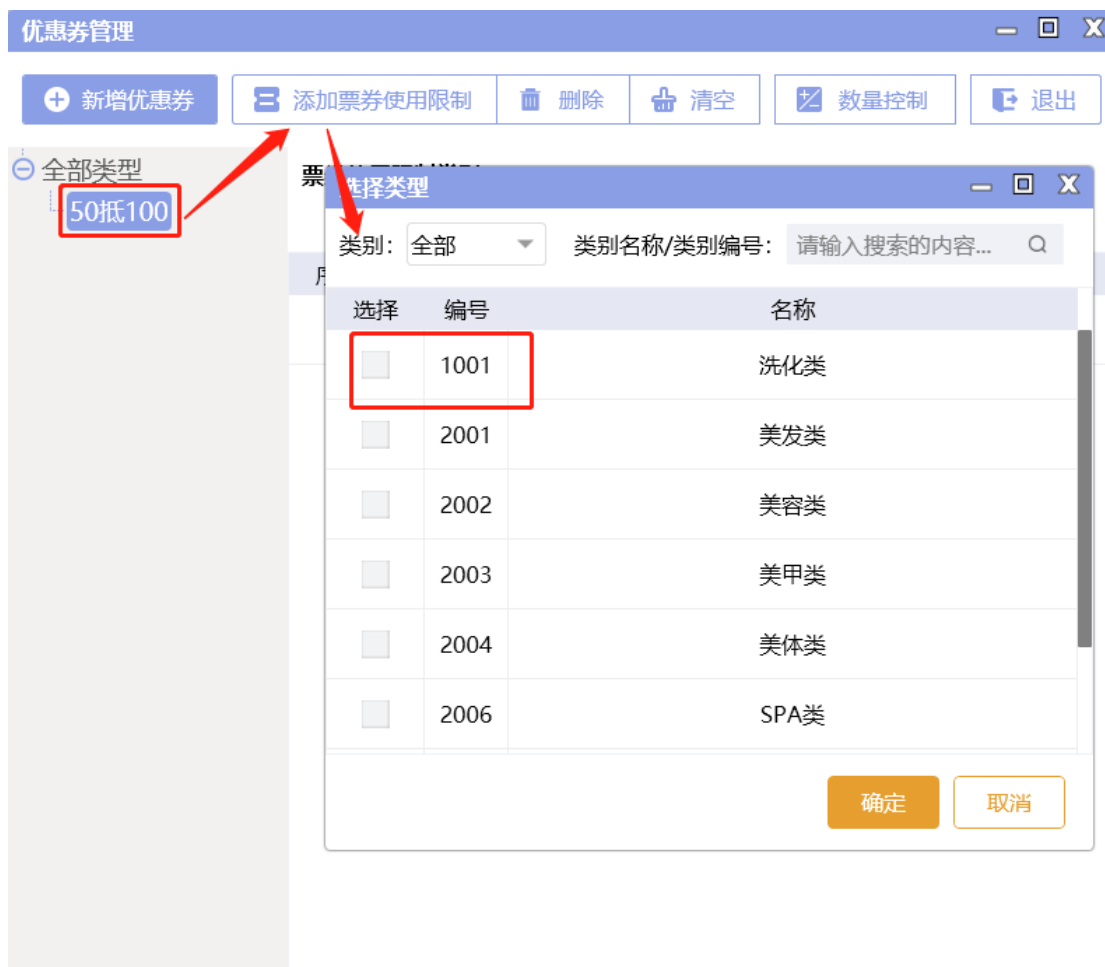 优惠券管理
新增优惠券 添加票券使用限制 删除 清空 数量控制 退出
全部类型
50抵100
票
选择类型
类别: 全部 类别名称/类别编号: 请输入搜索的内容...
选择 编号 名称
1001 洗化类
2001 美发类
2002 美容类
2003 美甲类
2004 美体类
2006 SPA类
确定 取消